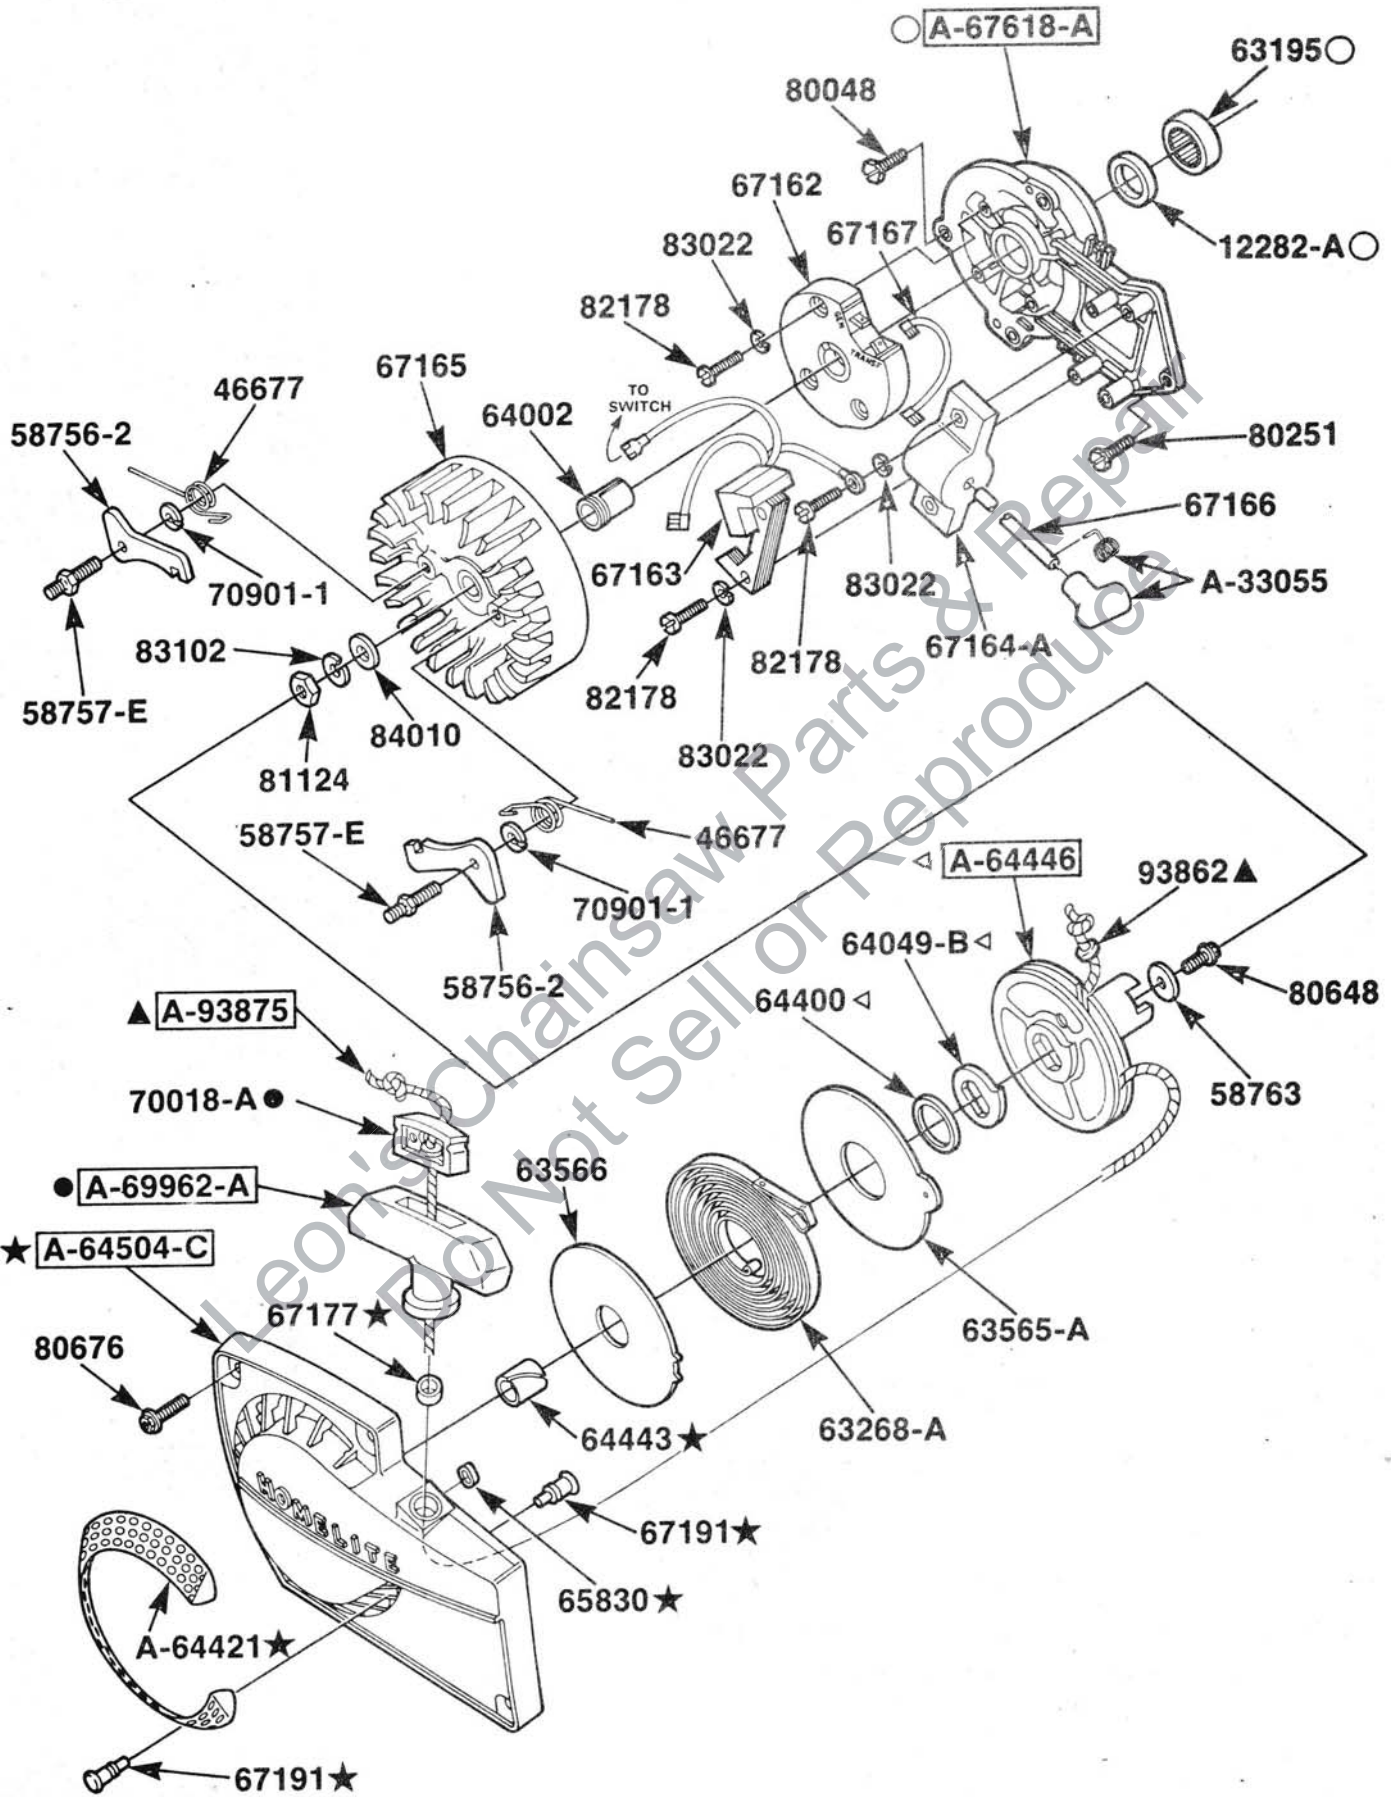 ○ A-67618-A
63195○
80048
67162
67167
83022
12282-A○
82178
67165
46677
64002
TO
SWITCH
GEN
TRANSF
58756-2
80251
67166
70901-1
67163
83022
A-33055
83102
82178
67164-A
58757-E
84010
82178
83022
81124
58757-E
46677
◁ A-64446
93862▲
70901-1
64049-B◁
58756-2
64400◁
80648
▲ A-93875
58763
70018-A●
63566
● A-69962-A
★ A-64504-C
67177★
63565-A
80676
63268-A
64443★
HOMELITE
67191★
65830★
A-64421★
67191★
Leon's Chainsaw Parts & Repair
Do Not Sell or Reproduce